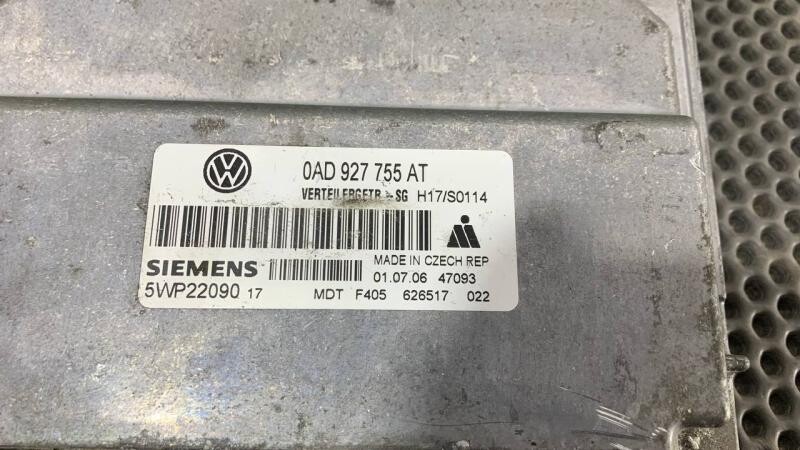 0AD 927 755 AT
VERTEILERGETR.-SG H17/S0114
MADE IN CZECH REP
SIEMENS 01.07.06 47093
5WP22090 17 MDT F405 626517 022